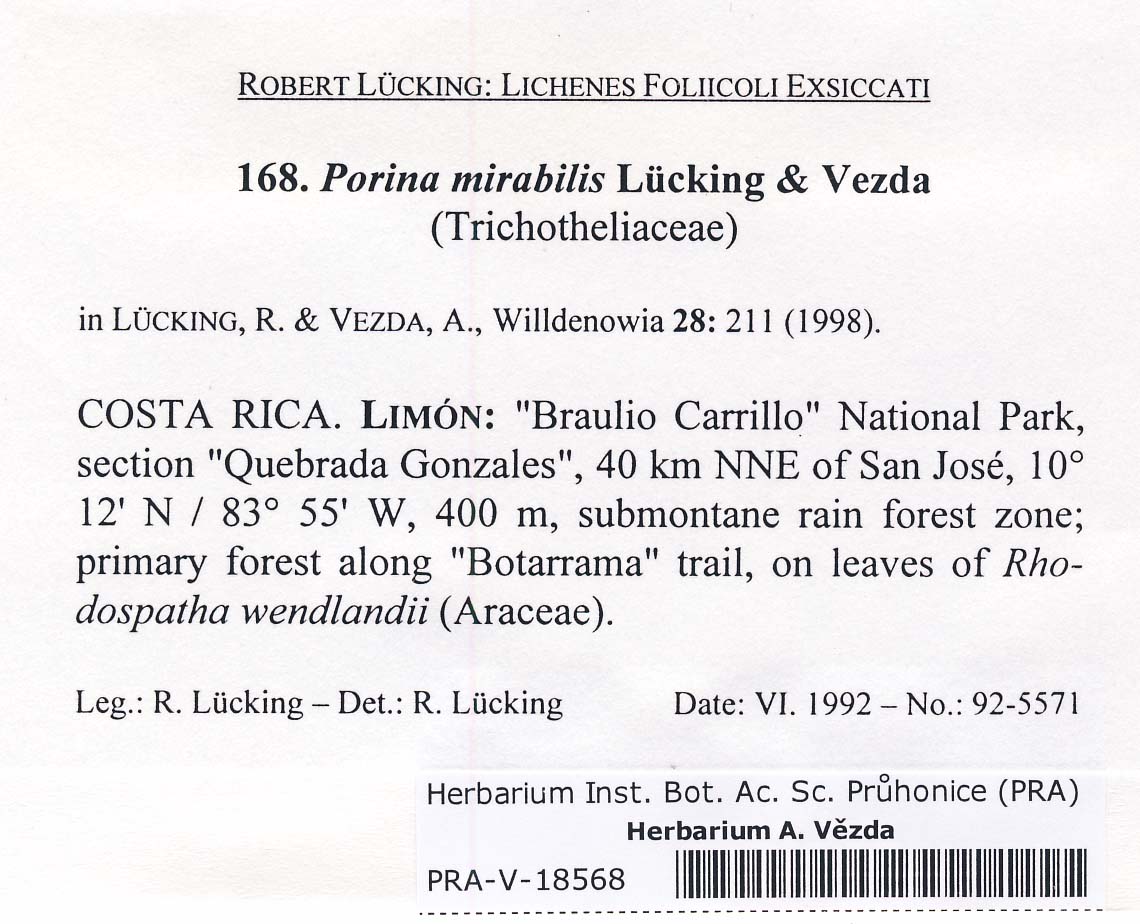 ROBERT LÜCKING: LICHENES FOLIICOLI EXSICCATI
168. Porina mirabilis Lücking & Vezda
(Trichotheliaceae)
in LÜCKING, R. & VEZDA, A., Willdenowia 28: 211 (1998).
COSTA RICA. LIMÓN: "Braulio Carrillo" National Park,
section "Quebrada Gonzales", 40 km NNE of San José, 10°
12' N / 83° 55' W, 400 m, submontane rain forest zone;
primary forest along "Botarrama" trail, on leaves of Rho-
dospatha wendlandii (Araceae).
Leg.: R. Lücking – Det.: R. Lücking Date: VI. 1992 – No.: 92-5571
Herbarium Inst. Bot. Ac. Sc. Průhonice (PRA)
Herbarium A. Vězda
PRA-V-18568